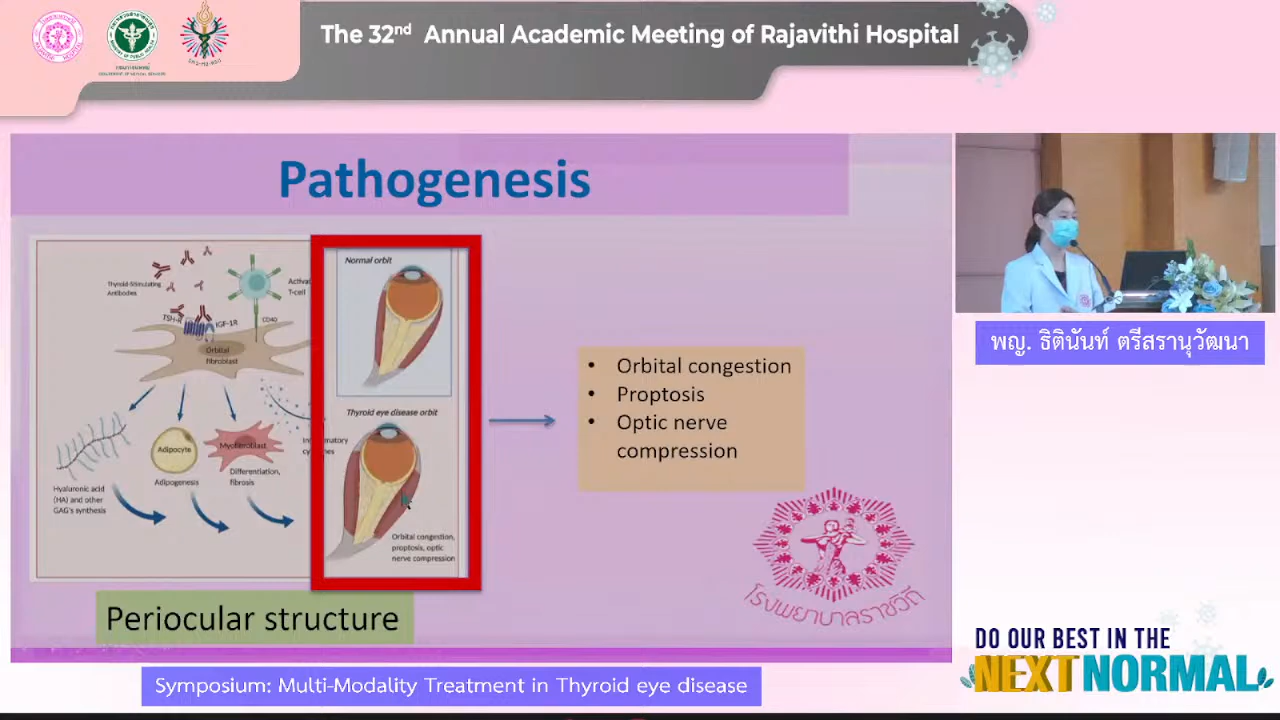 The 32nd Annual Academic Meeting of Rajavithi Hospital
Pathogenesis
Thyroid-Stimulating
Antibodies
T-cell
TSH-R
IGF-1R
CD40
Orbital
fibroblast
Adipocyte
Myofibroblast
Adipogenesis
Differentiation,
fibrosis
Hyalurenic acid
(HA) and other
GAG's synthesis
Normal orbit
Thyroid eye disease orbit
Orbital congestion,
proptosis, optic
nerve compression
• Orbital congestion
• Proptosis
• Optic nerve
compression
Periocular structure
โรงพยาบาลราชวิถี
พญ. ธิตินันท์ ตรีสรานุวัฒนา
DO OUR BEST IN THE
NEXT NORMAL
Symposium: Multi-Modality Treatment in Thyroid eye disease